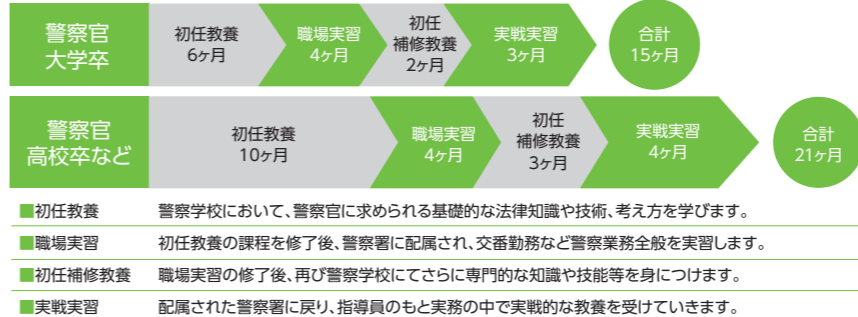 警察官
大学卒
初任教養
6ヶ月
職場実習
4ヶ月
初任
補修教養
2ヶ月
実戦実習
3ヶ月
合計
15ヶ月
警察官
高校卒など
初任教養
10ヶ月
職場実習
4ヶ月
初任
補修教養
3ヶ月
実戦実習
4ヶ月
合計
21ヶ月
■初任教養 警察学校において、警察官に求められる基礎的な法律知識や技術、考え方を学びます。
■職場実習 初任教養の課程を修了後、警察署に配属され、交番勤務など警察業務全般を実習します。
■初任補修教養 職場実習の修了後、再び警察学校にてさらに専門的な知識や技能等を身につけます。
■実戦実習 配属された警察署に戻り、指導員のもと実務の中で実戦的な教養を受けていきます。